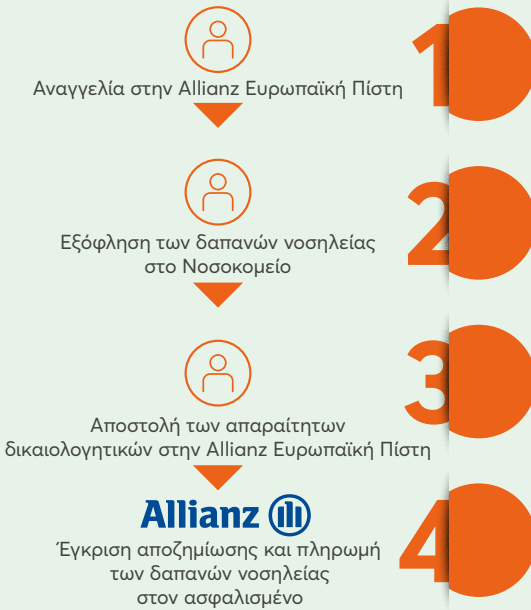 1
Αναγγελία στην Allianz Ευρωπαϊκή Πίστη
2
Εξόφληση των δαπανών νοσηλείας
στο Νοσοκομείο
3
Αποστολή των απαραίτητων
δικαιολογητικών στην Allianz Ευρωπαϊκή Πίστη
4
Allianz
Έγκριση αποζημίωσης και πληρωμή
των δαπανών νοσηλείας
στον ασφαλισμένο